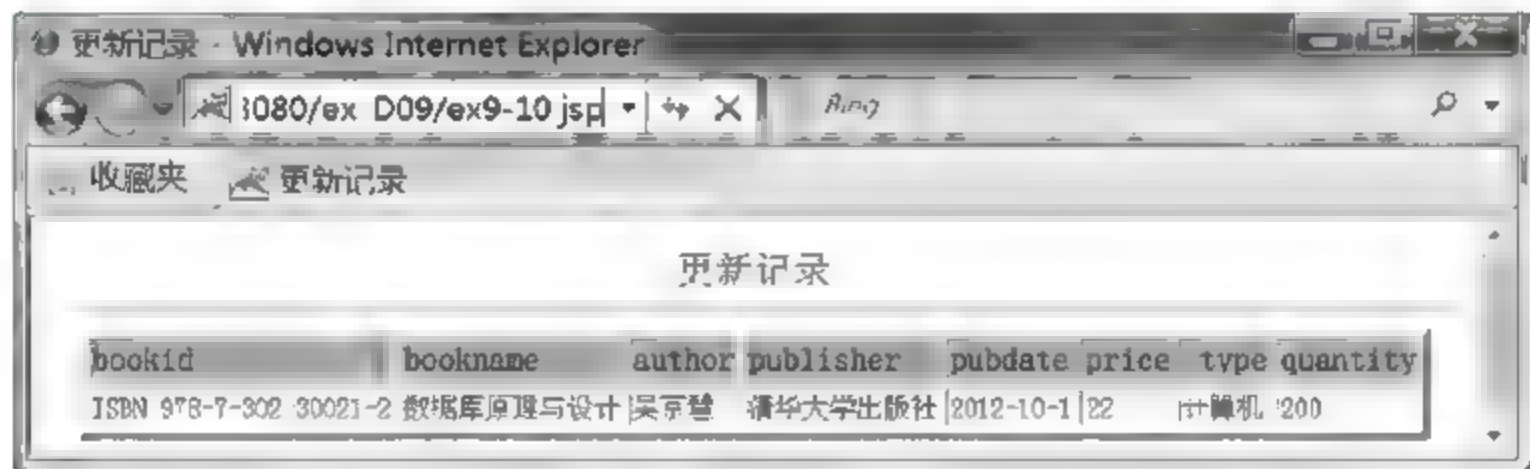 更新记录 - Windows Internet Explorer
8080/ex D09/ex9-10 jsp Bing
收藏夹 更新记录
更新记录
bookid bookname author publisher pubdate price type quantity
ISBN 978-7-302 30021-2 数据库原理与设计 吴京慧 清华大学出版社 2012-10-1 22 计算机 200